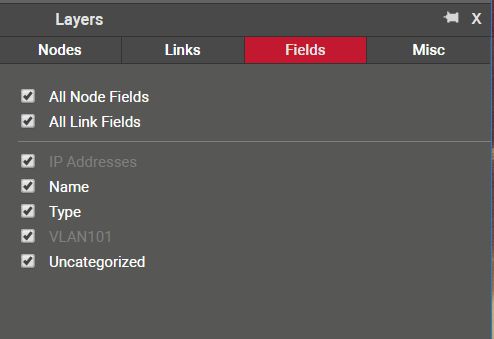 Layers X
Nodes Links Fields Misc
All Node Fields
All Link Fields
IP Addresses
Name
Type
VLAN101
Uncategorized